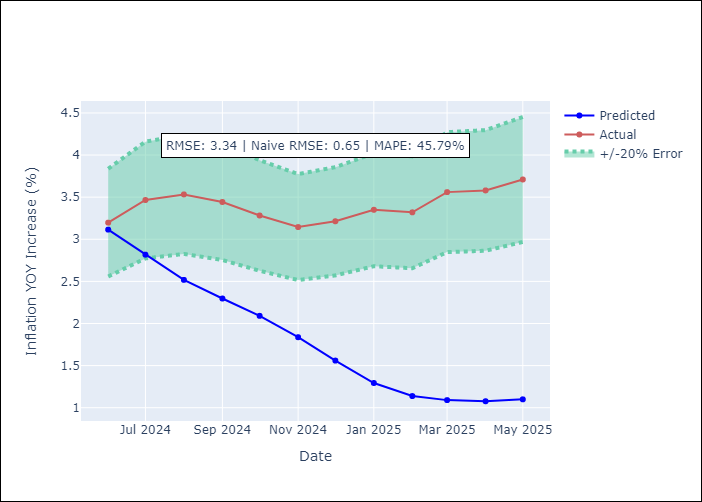 4.5
4
3.5
3
2.5
2
1.5
1
Inflation YOY Increase (%)
RMSE: 3.34 | Naive RMSE: 0.65 | MAPE: 45.79%
Jul 2024
Sep 2024
Nov 2024
Jan 2025
Mar 2025
May 2025
Date
Predicted
Actual
+/-20% Error